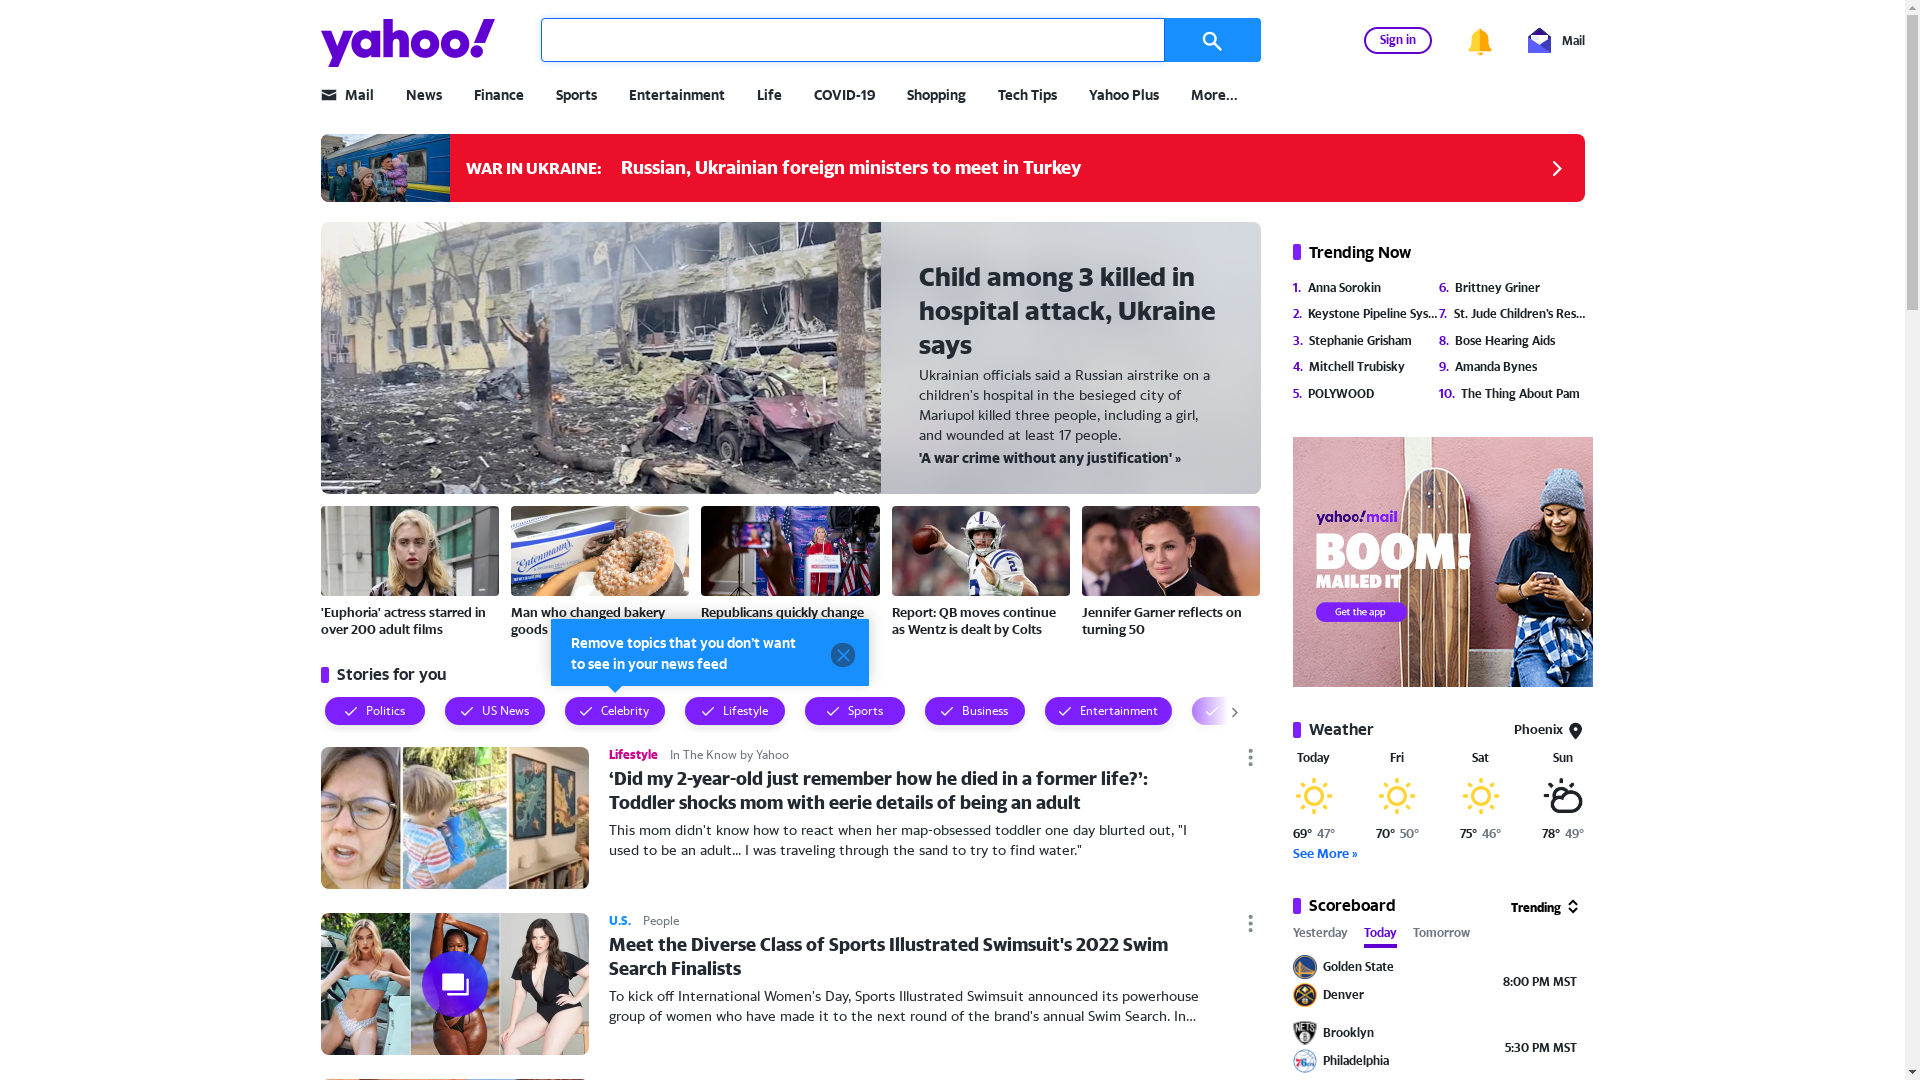 yahoo!
Sign in
Mail
Mail
News
Finance
Sports
Entertainment
Life
COVID-19
Shopping
Tech Tips
Yahoo Plus
More...
WAR IN UKRAINE:
Russian, Ukrainian foreign ministers to meet in Turkey
Child among 3 killed in
hospital attack, Ukraine
says
Ukrainian officials said a Russian airstrike on a
children's hospital in the besieged city of
Mariupol killed three people, including a girl,
and wounded at least 17 people.
'A war crime without any justification' »
Entenmann's
'Euphoria' actress starred in
over 200 adult films
Man who changed bakery
goods
Republicans quickly change
Report: QB moves continue
as Wentz is dealt by Colts
Jennifer Garner reflects on
turning 50
Remove topics that you don't want
to see in your news feed
Stories for you
Politics
US News
Celebrity
Lifestyle
Sports
Business
Entertainment
Lifestyle
In The Know by Yahoo
‘Did my 2-year-old just remember how he died in a former life?’:
Toddler shocks mom with eerie details of being an adult
This mom didn't know how to react when her map-obsessed toddler one day blurted out, "I
used to be an adult... I was traveling through the sand to try to find water."
U.S.
People
Meet the Diverse Class of Sports Illustrated Swimsuit's 2022 Swim
Search Finalists
To kick off International Women's Day, Sports Illustrated Swimsuit announced its powerhouse
group of women who have made it to the next round of the brand's annual Swim Search. In...
Trending Now
1. Anna Sorokin
2. Keystone Pipeline Sys...
3. Stephanie Grisham
4. Mitchell Trubisky
5. POLYWOOD
6. Brittney Griner
7. St. Jude Children's Res...
8. Bose Hearing Aids
9. Amanda Bynes
10. The Thing About Pam
yahoo!mail
BOOM!
MAILED IT
Get the app
Weather
Phoenix
Today
Fri
Sat
Sun
69° 47°
70° 50°
75° 46°
78° 49°
See More »
Scoreboard
Trending
Yesterday
Today
Tomorrow
Golden State
Denver
8:00 PM MST
NETS
Brooklyn
76ers
Philadelphia
5:30 PM MST